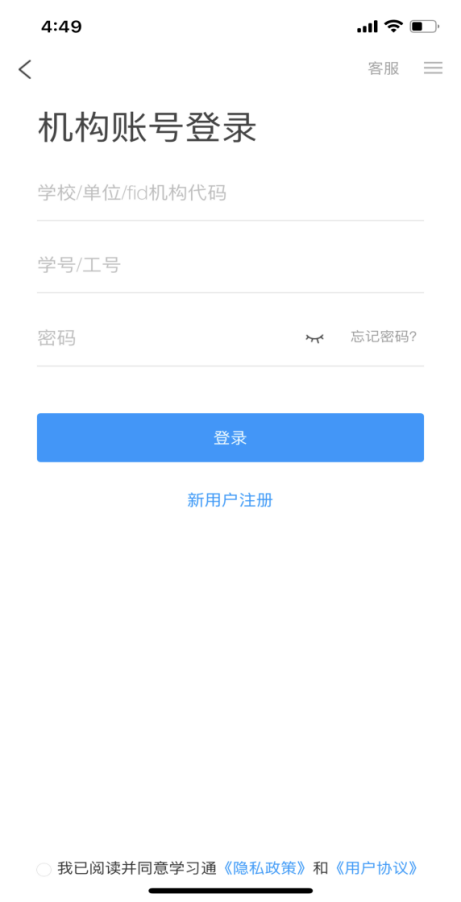 4:49
客服
机构账号登录
学校/单位/fid机构代码
学号/工号
密码 忘记密码?
登录
新用户注册
我已阅读并同意学习通《隐私政策》和《用户协议》